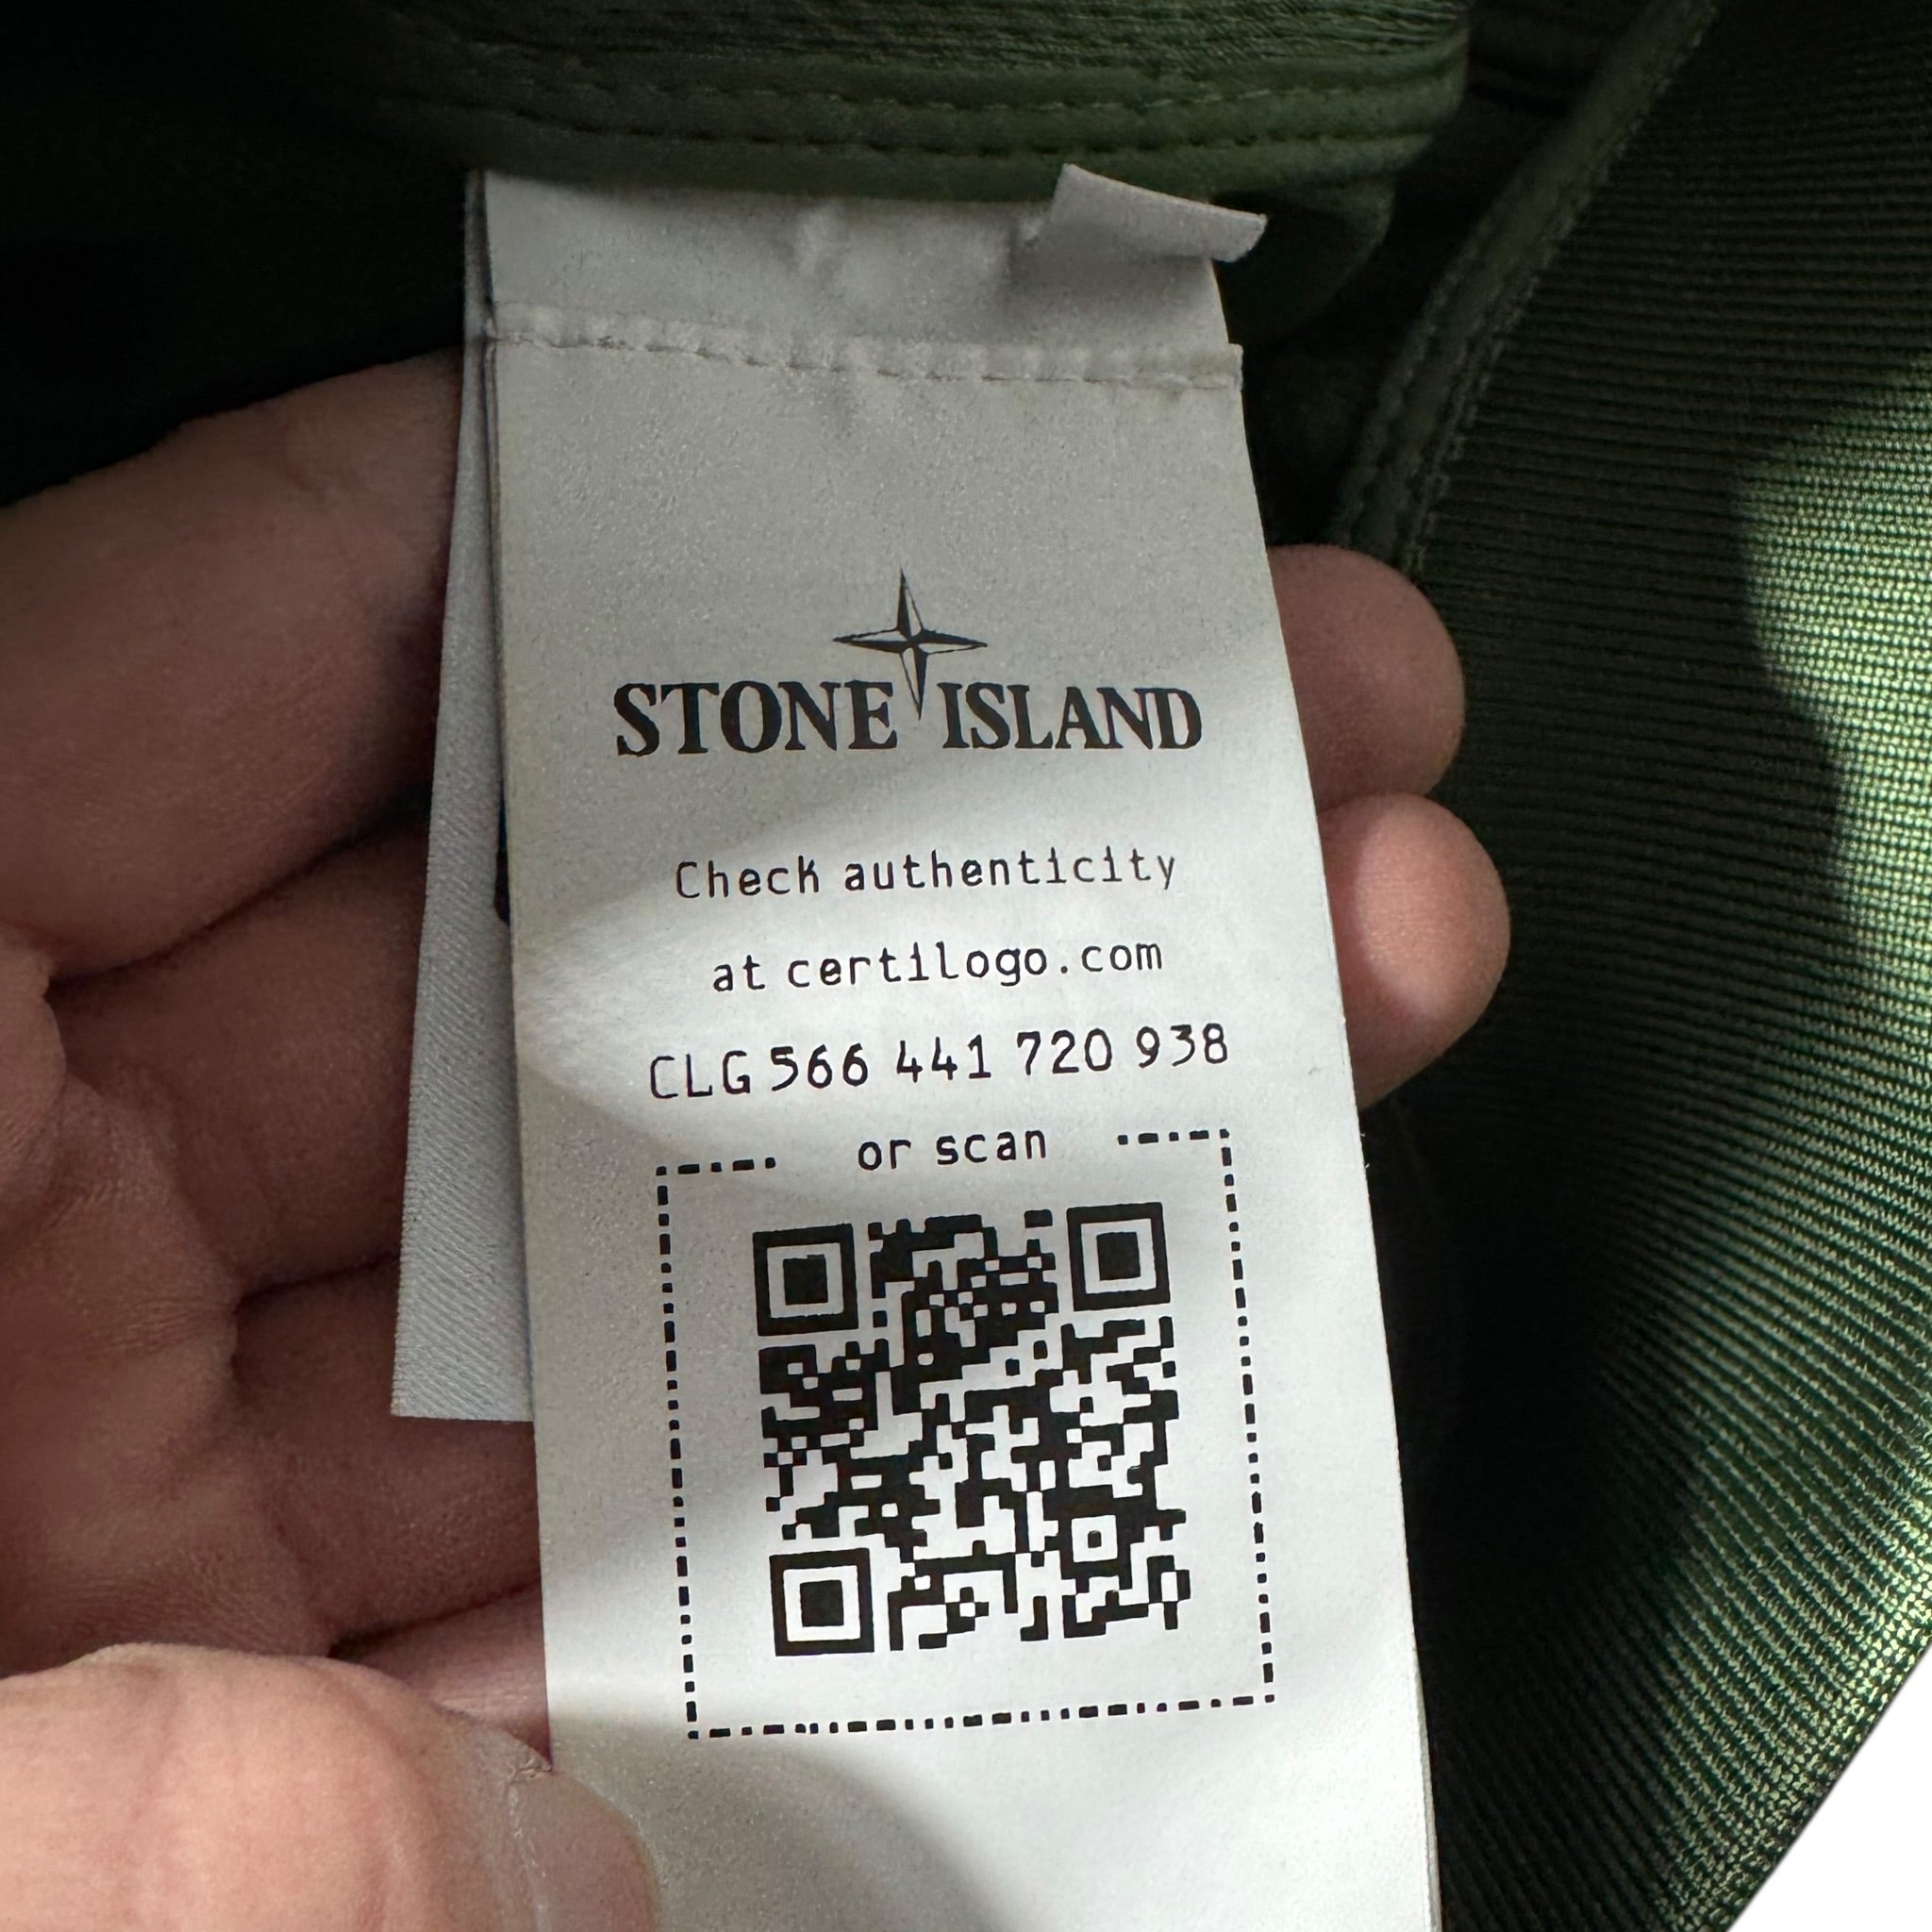 STONE ISLAND
Check authenticity
at certilogo.com
CLG 566 441 720 938
or scan